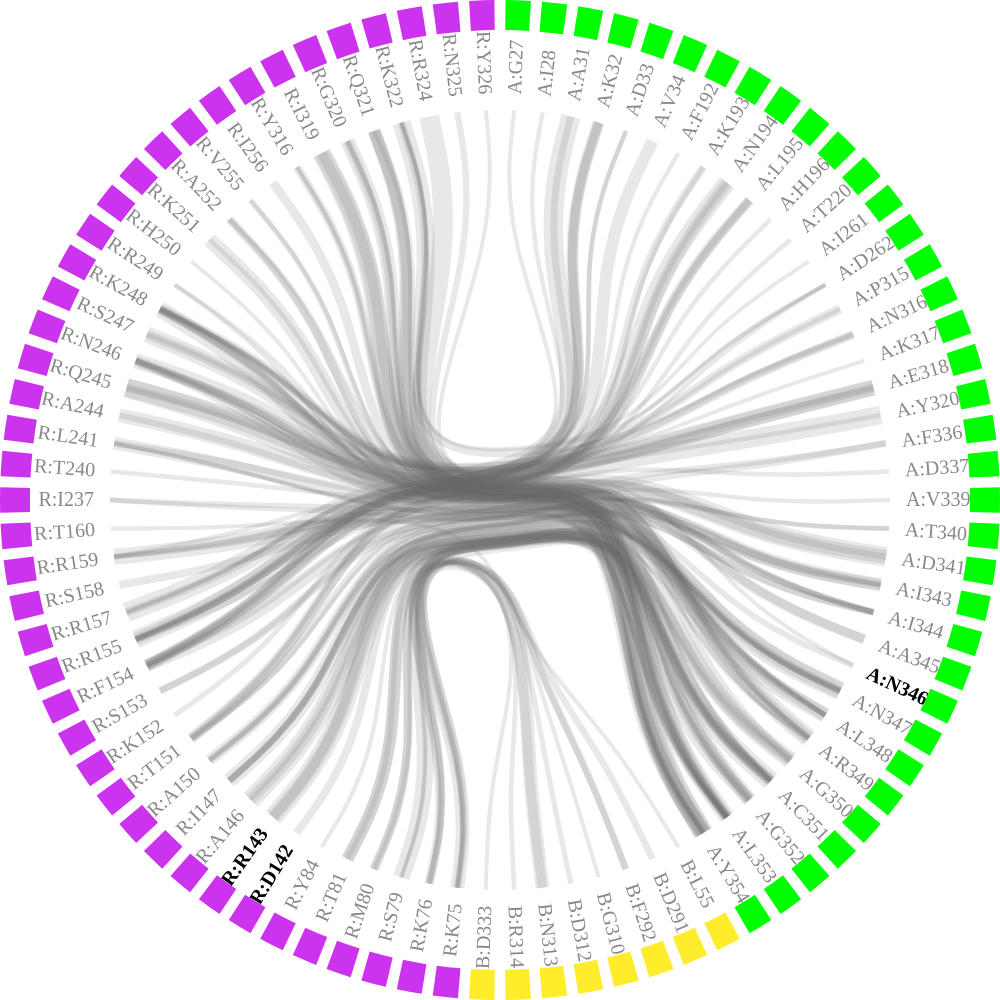 A:G27
A:I28
A:A31
A:K32
A:D33
A:V34
A:F192
A:K193
A:N194
A:L195
A:H196
A:T220
A:I261
A:D262
A:P315
A:N316
A:K317
A:E318
A:Y320
A:F336
A:D337
A:V339
A:T340
A:D341
A:I343
A:I344
A:A345
A:N346
A:N347
A:L348
A:R349
A:G350
A:C351
A:G352
A:L353
A:Y354
B:L55
B:D291
B:F292
B:G310
B:D312
B:N313
B:R314
B:D333
R:K75
R:K76
R:S79
R:M80
R:T81
R:Y84
R:D142
R:R143
R:A146
R:I147
R:A150
R:T151
R:K152
R:S153
R:F154
R:R155
R:R157
R:S158
R:R159
R:T160
R:I237
R:T240
R:L241
R:A244
R:Q245
R:N246
R:S247
R:K248
R:R249
R:H250
R:K251
R:A252
R:V255
R:I256
R:Y316
R:I319
R:G320
R:Q321
R:K322
R:R324
R:N325
R:Y326